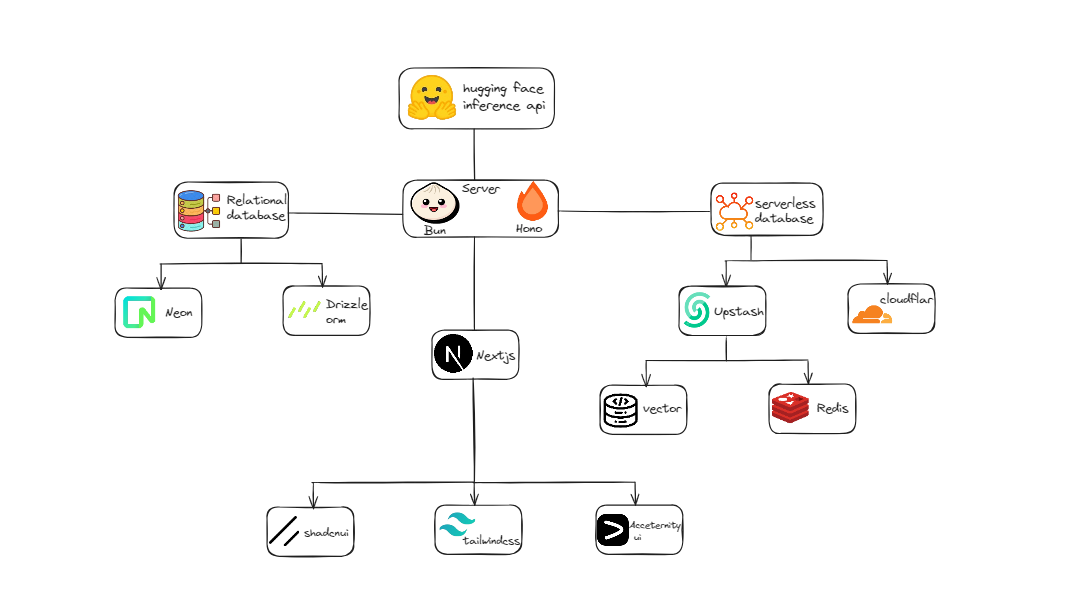 hugging face
inference api
Server
Bun
Hono
Relational
database
serverless
database
Neon
Drizzle
orm
Upstash
cloudflar
Nextjs
vector
Redis
shadcnui
tailwindcss
Acceternity
ui